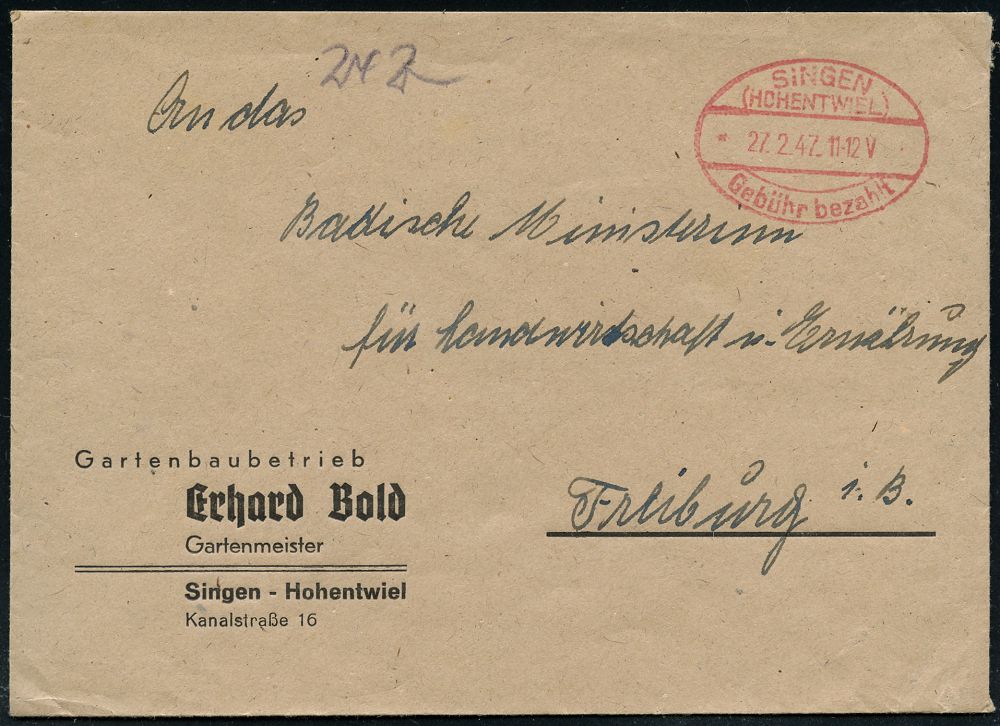 24 
An das
SINGEN
(HOHENTWIEL)
* 27.2.47.11-12 V
Gebühr bezahlt
Badische Ministerium
für Landwirtschaft u. Ernährung
Freiburg i. B.
Gartenbaubetrieb
Erhard Bold
Gartenmeister
Singen - Hohentwiel
Kanalstraße 16